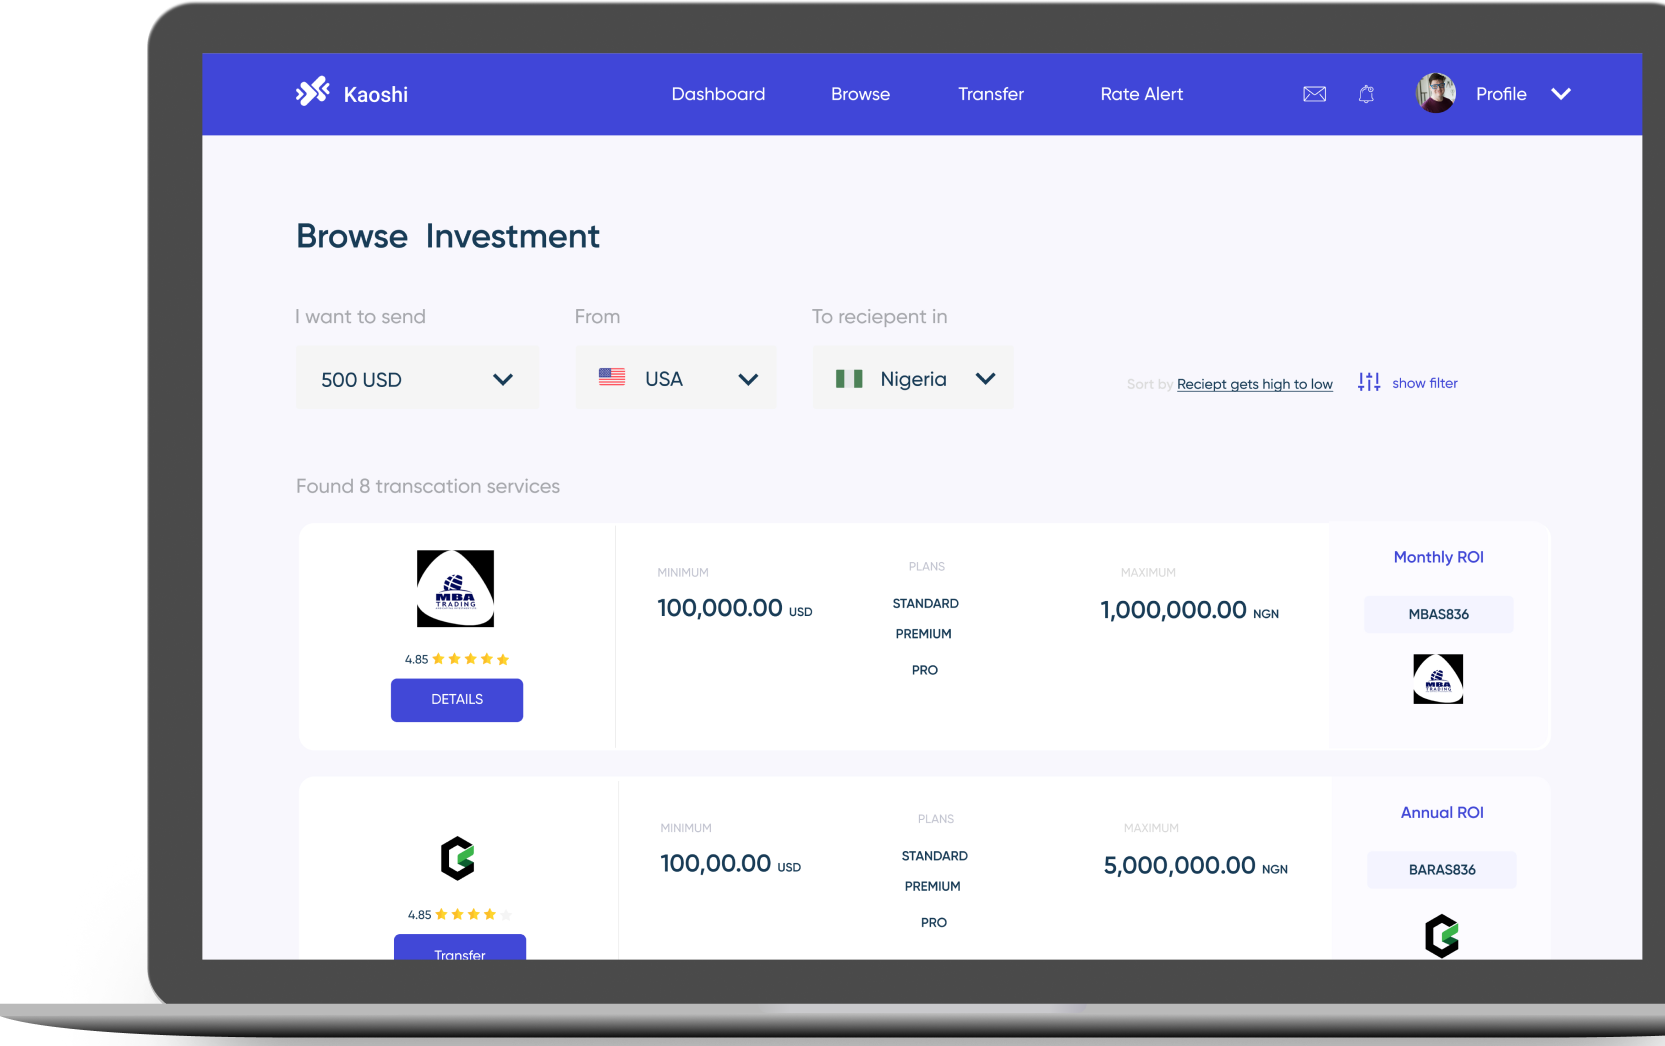 Kaoshi
Dashboard
Browse
Transfer
Rate Alert
Profile
Browse Investment
I want to send
From
To reciepent in
500 USD
USA
Nigeria
Sort by Reciept gets high to low
show filter
Found 8 transcation services
MBA
TRADING
4.85
DETAILS
MINIMUM
100,000.00 USD
PLANS
STANDARD
PREMIUM
PRO
MAXIMUM
1,000,000.00 NGN
Monthly ROI
MBAS836
MBA
TRADING
4.85
Transfer
MINIMUM
100,00.00 USD
PLANS
STANDARD
PREMIUM
PRO
MAXIMUM
5,000,000.00 NGN
Annual ROI
BARAS836